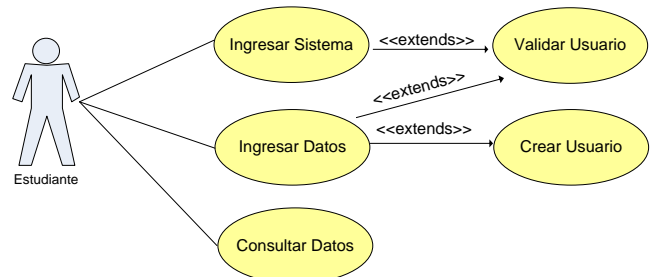 Ingresar Sistema
<<extends>>
Validar Usuario
<<extends>>
Ingresar Datos
<<extends>>
Crear Usuario
Estudiante
Consultar Datos